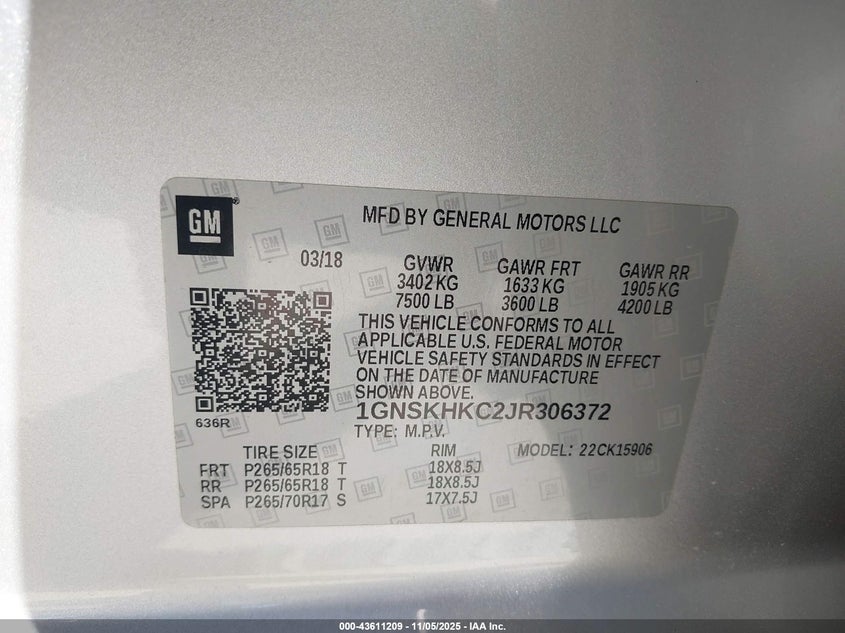 GM ®
MFD BY GENERAL MOTORS LLC
03/18
GVWR GAWR FRT GAWR RR
3402 KG 1633 KG 1905 KG
7500 LB 3600 LB 4200 LB
THIS VEHICLE CONFORMS TO ALL
APPLICABLE U.S. FEDERAL MOTOR
VEHICLE SAFETY STANDARDS IN EFFECT
ON THE DATE OF MANUFACTURE
SHOWN ABOVE.
1GNSKHKC2JR306372
636R
TYPE: M.P.V.
TIRE SIZE RIM MODEL: 22CK15906
FRT P265/65R18 T 18X8.5J
RR P265/65R18 T 18X8.5J
SPA P265/70R17 S 17X7.5J
000-43611209 - 11/05/2025 - IAA Inc.